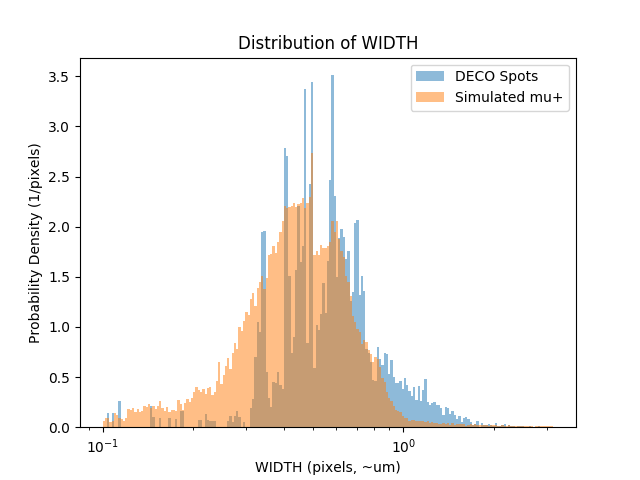 Distribution of WIDTH
DECO Spots
Simulated mu+
Probability Density (1/pixels)
3.5
3.0
2.5
2.0
1.5
1.0
0.5
0.0
10⁻¹
10⁰
WIDTH (pixels, ~um)